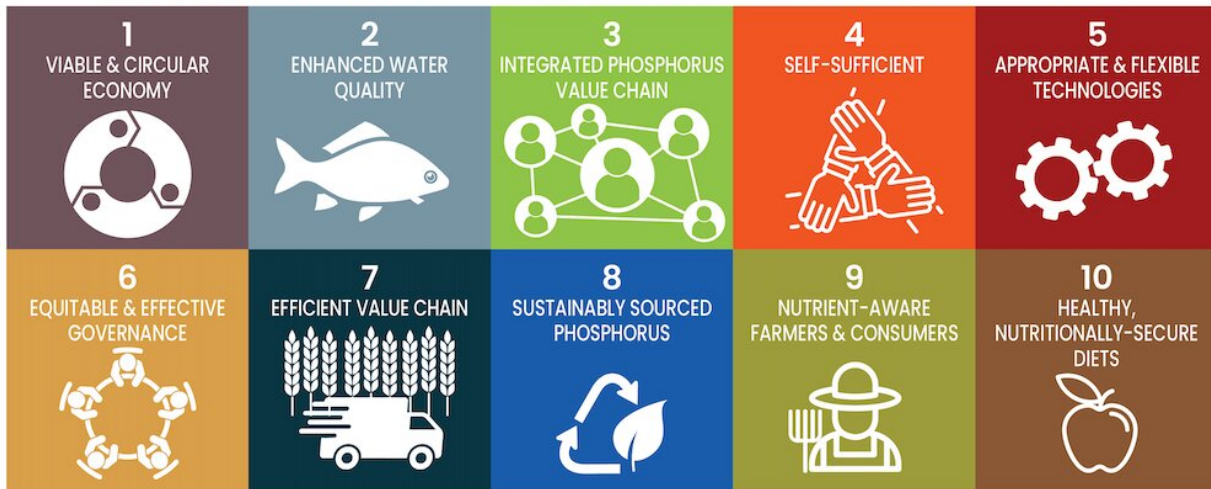 1
VIABLE & CIRCULAR
ECONOMY
2
ENHANCED WATER
QUALITY
3
INTEGRATED PHOSPHORUS
VALUE CHAIN
4
SELF-SUFFICIENT
5
APPROPRIATE & FLEXIBLE
TECHNOLOGIES
6
EQUITABLE & EFFECTIVE
GOVERNANCE
7
EFFICIENT VALUE CHAIN
8
SUSTAINABLY SOURCED
PHOSPHORUS
9
NUTRIENT-AWARE
FARMERS & CONSUMERS
10
HEALTHY,
NUTRITIONALLY-SECURE
DIETS